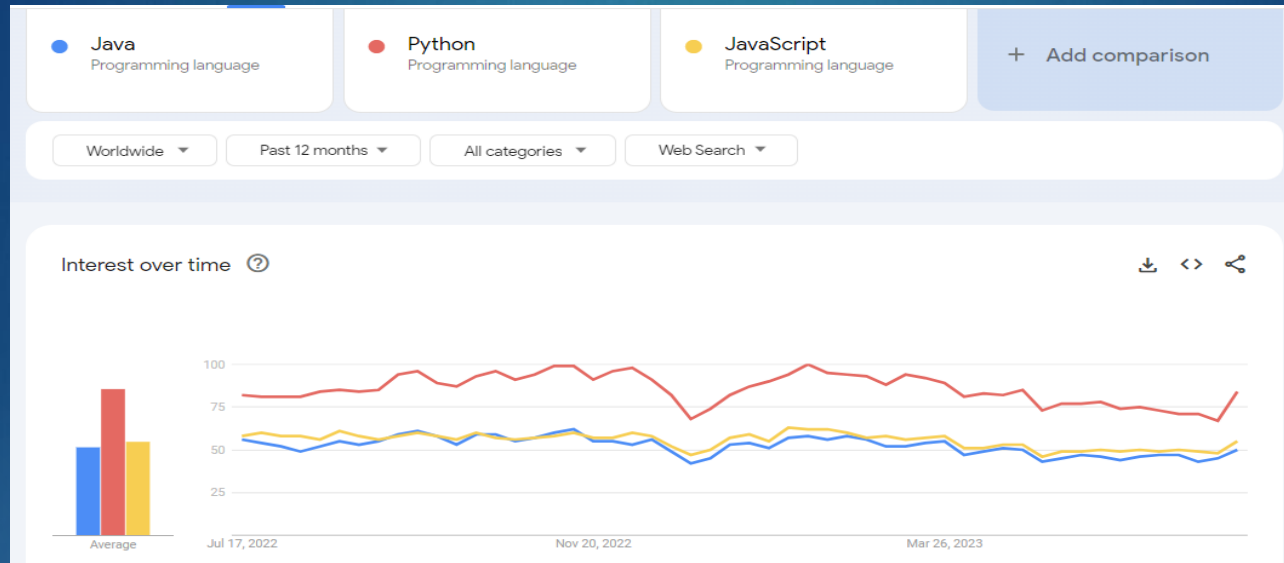 Java
Programming language
Python
Programming language
JavaScript
Programming language
+ Add comparison
Worldwide
Past 12 months
All categories
Web Search
Interest over time
100
75
50
25
Average
Jul 17, 2022
Nov 20, 2022
Mar 26, 2023